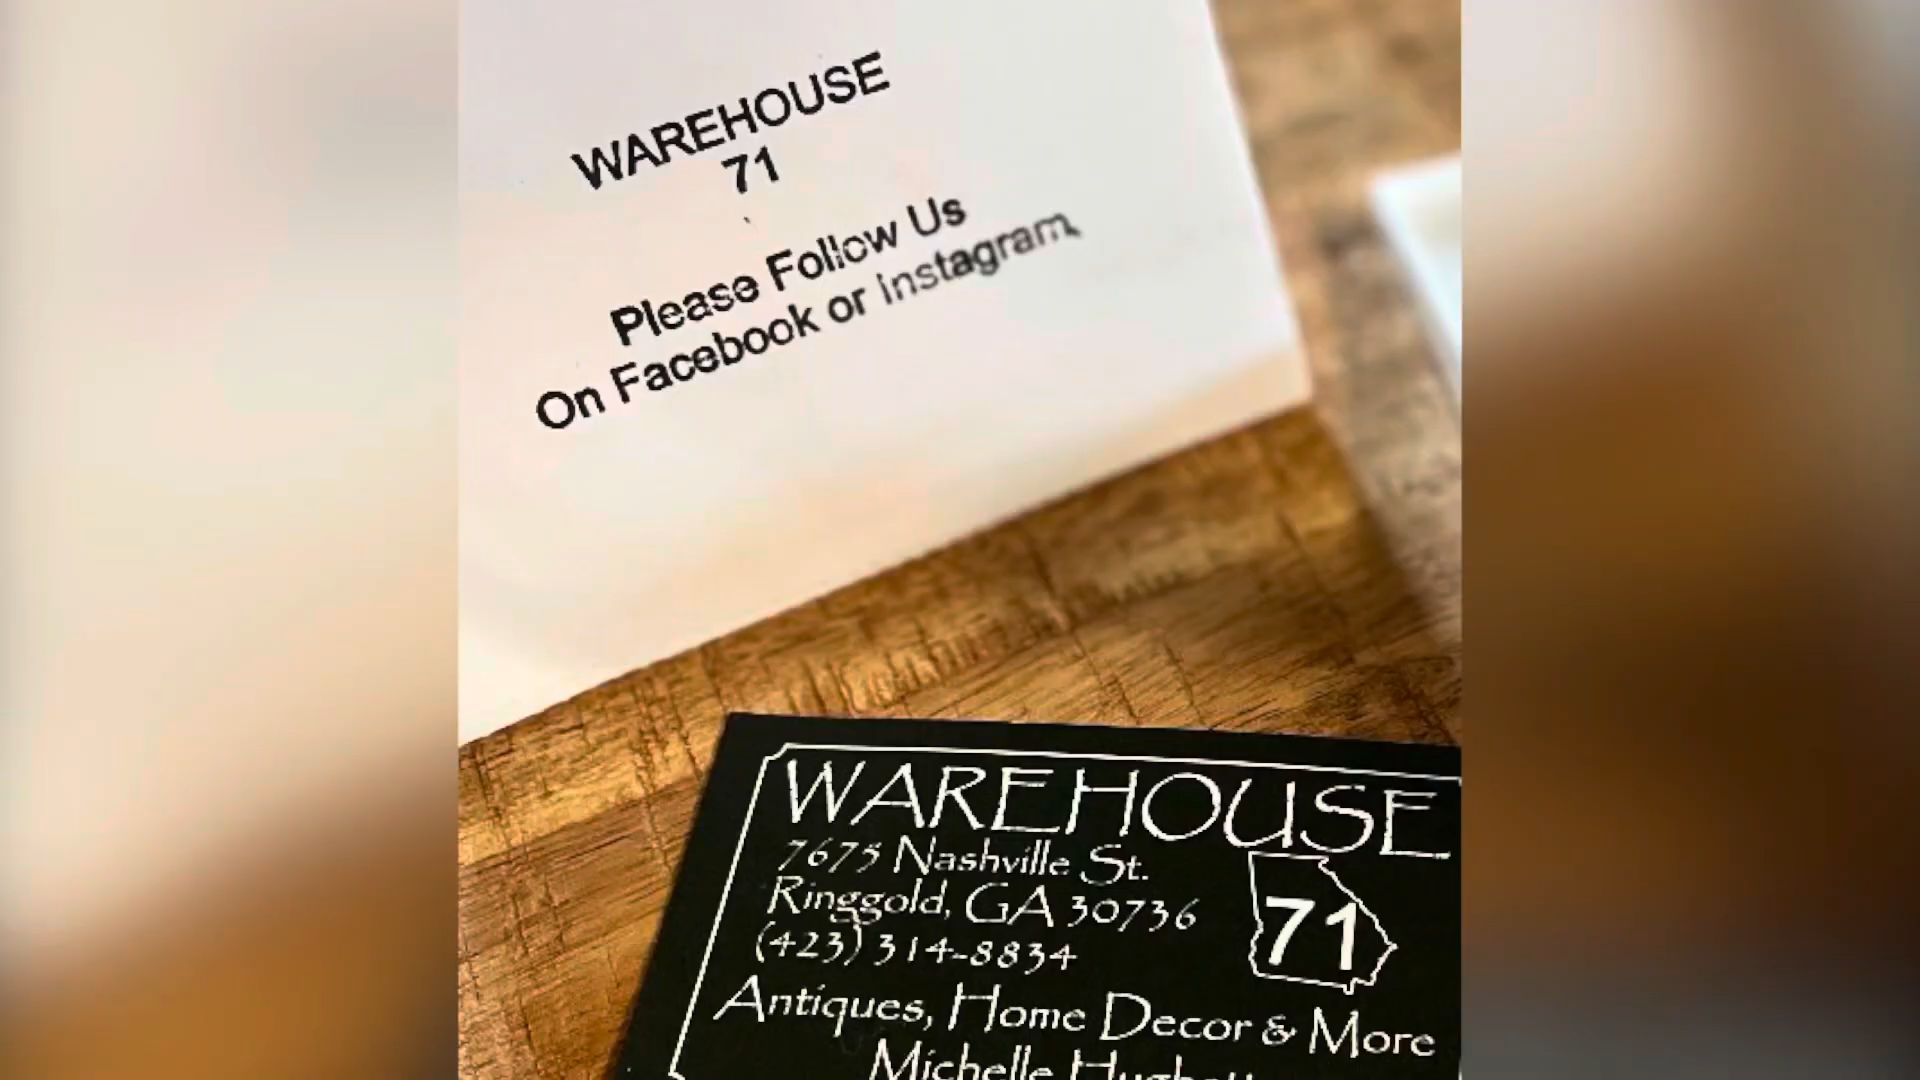 WAREHOUSE
71
Please Follow Us
On Facebook or Instagram,
WAREHOUSE
7675 Nashville St.
Ringgold, GA 30736
(423) 314-8834
71
Antiques, Home Decor & More
Michelle